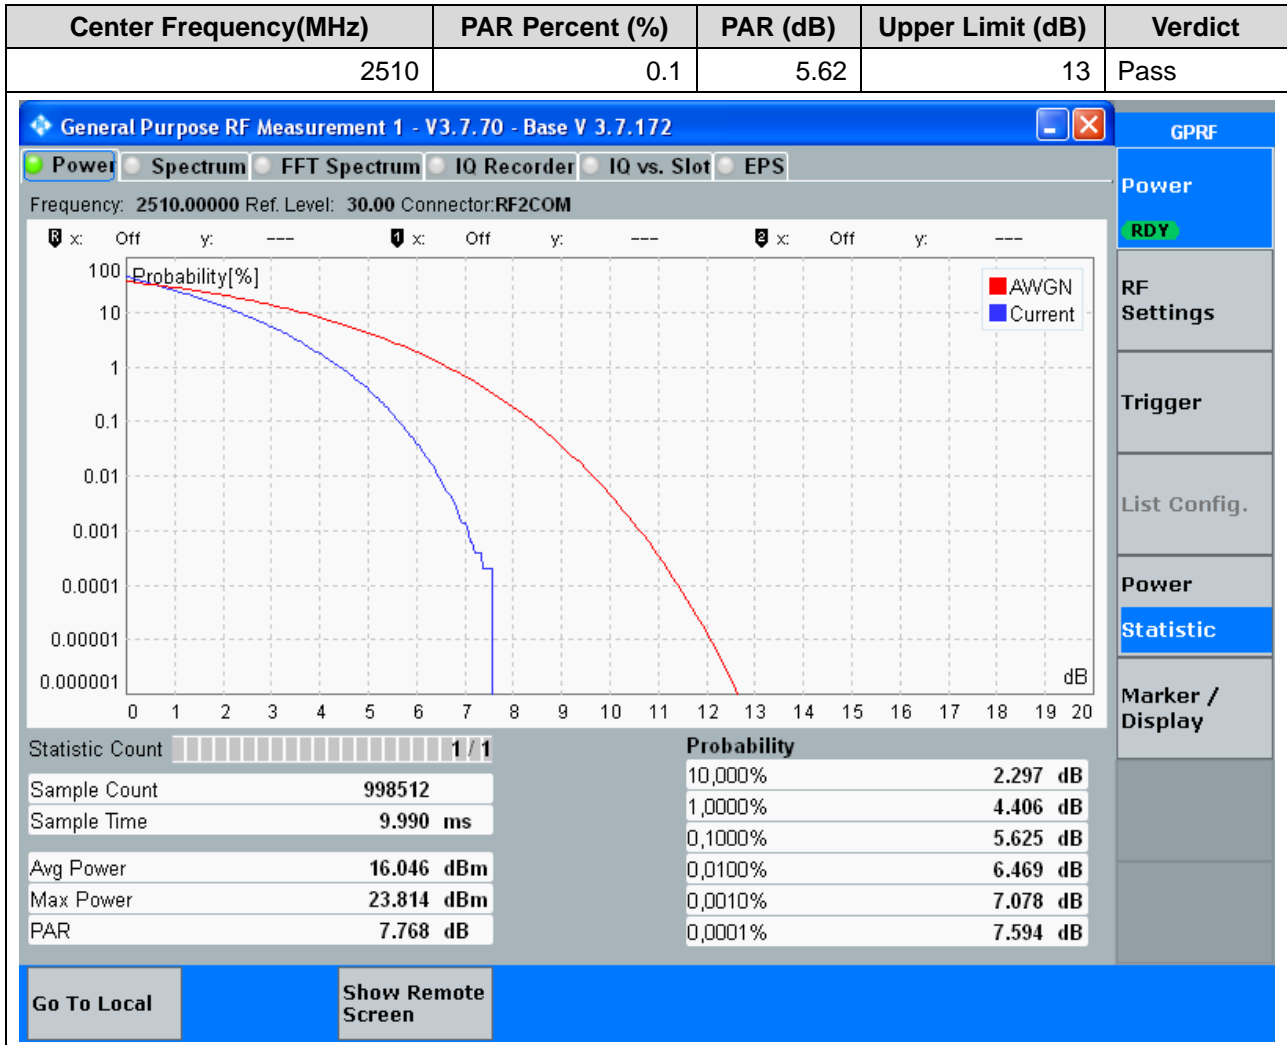 Center Frequency(MHz) PAR Percent (%) PAR (dB) Upper Limit (dB) Verdict
2510 0.1 5.62 13 Pass
General Purpose RF Measurement 1 - V3.7.70 - Base V 3.7.172
GPRF
Power Spectrum FFT Spectrum IQ Recorder IQ vs. Slot EPS
Frequency: 2510.00000 Ref. Level: 30.00 Connector:RF2COM
R x: Off y: --- 1 x: Off y: --- 2 x: Off y: ---
Probability[%]
100
10
1
0.1
0.01
0.001
0.0001
0.00001
0.000001
AWGN
Current
dB
0 1 2 3 4 5 6 7 8 9 10 11 12 13 14 15 16 17 18 19 20
Statistic Count 1 / 1
Sample Count 998512
Sample Time 9.990 ms
Avg Power 16.046 dBm
Max Power 23.814 dBm
PAR 7.768 dB
Probability
10,000% 2.297 dB
1,0000% 4.406 dB
0,1000% 5.625 dB
0,0100% 6.469 dB
0,0010% 7.078 dB
0,0001% 7.594 dB
Power
RDY
RF
Settings
Trigger
List Config.
Power
Statistic
Marker /
Display
Go To Local
Show Remote
Screen